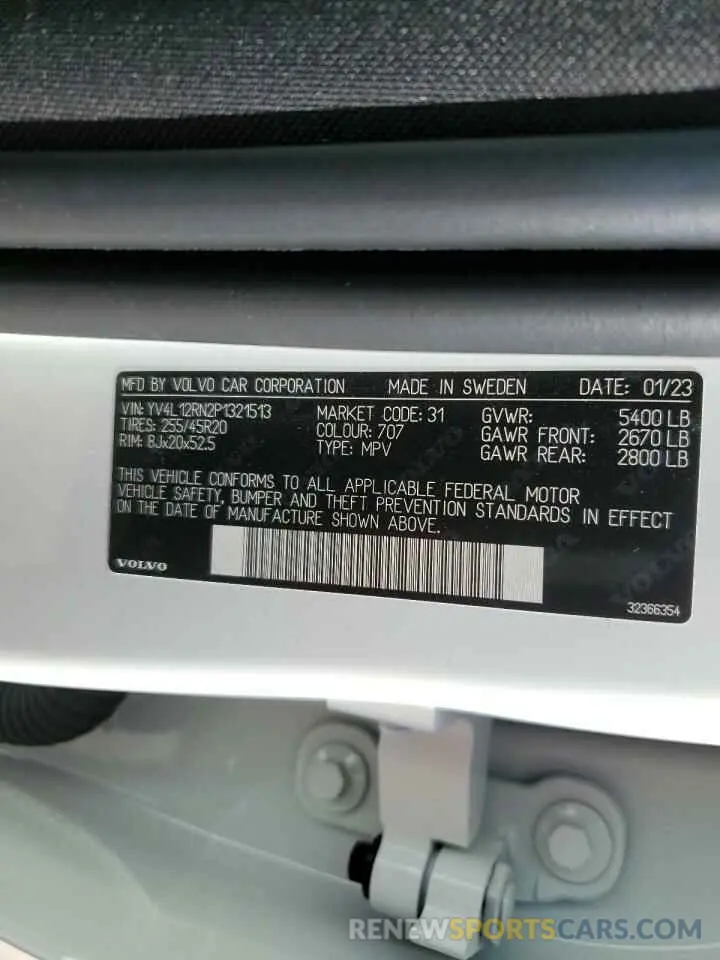 MFD BY VOLVO CAR CORPORATION MADE IN SWEDEN DATE: 01/23
VIN: YV4L12RN2P1321513 MARKET CODE: 31 GVWR: 5400 LB
TIRES: 255/45R20 COLOUR: 707 GAWR FRONT: 2670 LB
RIM: 8Jx20x52.5 TYPE: MPV GAWR REAR: 2800 LB
THIS VEHICLE CONFORMS TO ALL APPLICABLE FEDERAL MOTOR
VEHICLE SAFETY, BUMPER AND THEFT PREVENTION STANDARDS IN EFFECT
ON THE DATE OF MANUFACTURE SHOWN ABOVE.
VOLVO
32366354
RENEWSPORTSCARS.COM